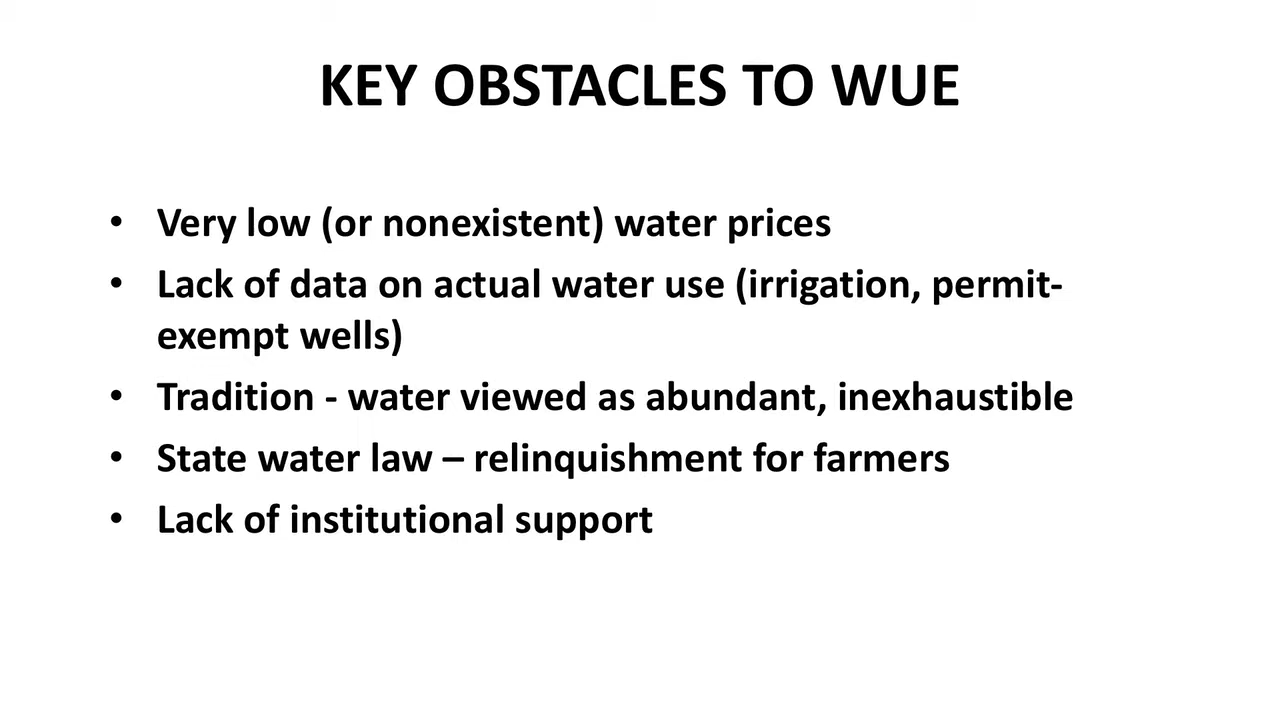 KEY OBSTACLES TO WUE
• Very low (or nonexistent) water prices
• Lack of data on actual water use (irrigation, permit-
exempt wells)
• Tradition - water viewed as abundant, inexhaustible
• State water law – relinquishment for farmers
• Lack of institutional support